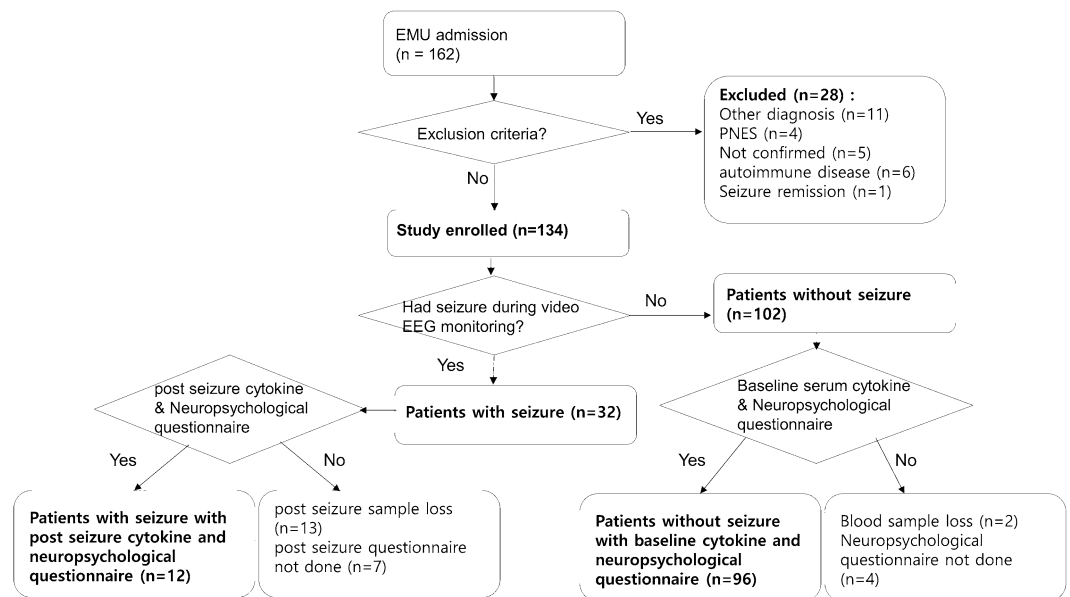 EMU admission
(n = 162)
Exclusion criteria?
Yes
Excluded (n=28) :
Other diagnosis (n=11)
PNES (n=4)
Not confirmed (n=5)
autoimmune disease (n=6)
Seizure remission (n=1)
No
Study enrolled (n=134)
Had seizure during video
EEG monitoring?
No
Patients without seizure
(n=102)
Yes
Patients with seizure (n=32)
post seizure cytokine
& Neuropsychological
questionnaire
Baseline serum cytokine
& Neuropsychological
questionnaire
Yes
No
Yes
No
Patients with seizure with
post seizure cytokine and
neuropsychological
questionnaire (n=12)
post seizure sample loss
(n=13)
post seizure questionnaire
not done (n=7)
Patients without seizure
with baseline cytokine and
neuropsychological
questionnaire (n=96)
Blood sample loss (n=2)
Neuropsychological
questionnaire not done
(n=4)